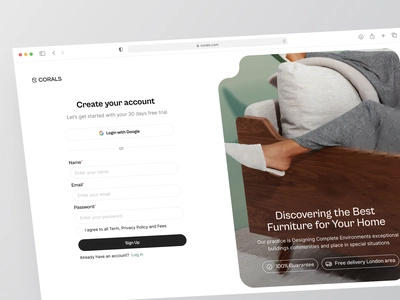 corals.com
CORALS
Create your account
Let's get started with your 30 days free trial
Login with Google
or
Name*
Enter your name
Email*
Enter your email
Password*
Enter your password
I agree to all Term, Privacy Policy and Fees
Sign Up
Already have an account? Log in
Discovering the Best
Furniture for Your Home
Our practice is Designing Complete Environments exceptional
buildings communities and place in special situations
100% Guarantee
Free delivery London area